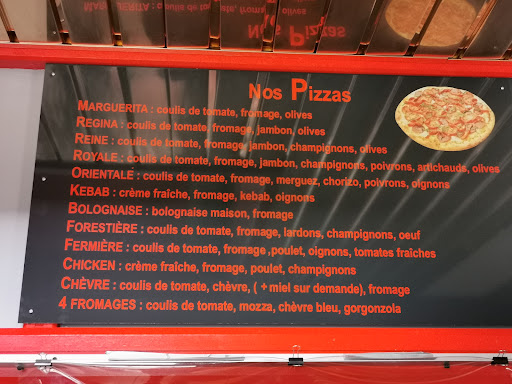 Nos Pizzas
MARGUERITA : coulis de tomate, fromage, olives
REGINA : coulis de tomate, fromage, jambon, olives
REINE : coulis de tomate, fromage, jambon, champignons, olives
ROYALE : coulis de tomate, fromage, jambon, champignons, poivrons, artichauds, olives
ORIENTALE : coulis de tomate, fromage, merguez, chorizo, poivrons, oignons
KEBAB : crème fraîche, fromage, kebab, oignons
BOLOGNAISE : bolognaise maison, fromage
FORESTIÈRE : coulis de tomate, fromage, lardons, champignons, oeuf
FERMIÈRE : coulis de tomate, fromage ,poulet, oignons, tomates fraîches
CHICKEN : crème fraîche, fromage, poulet, champignons
CHÈVRE : coulis de tomate, chèvre, ( +miel sur demande), fromage
4 FROMAGES : coulis de tomate, mozza, chèvre bleu, gorgonzola